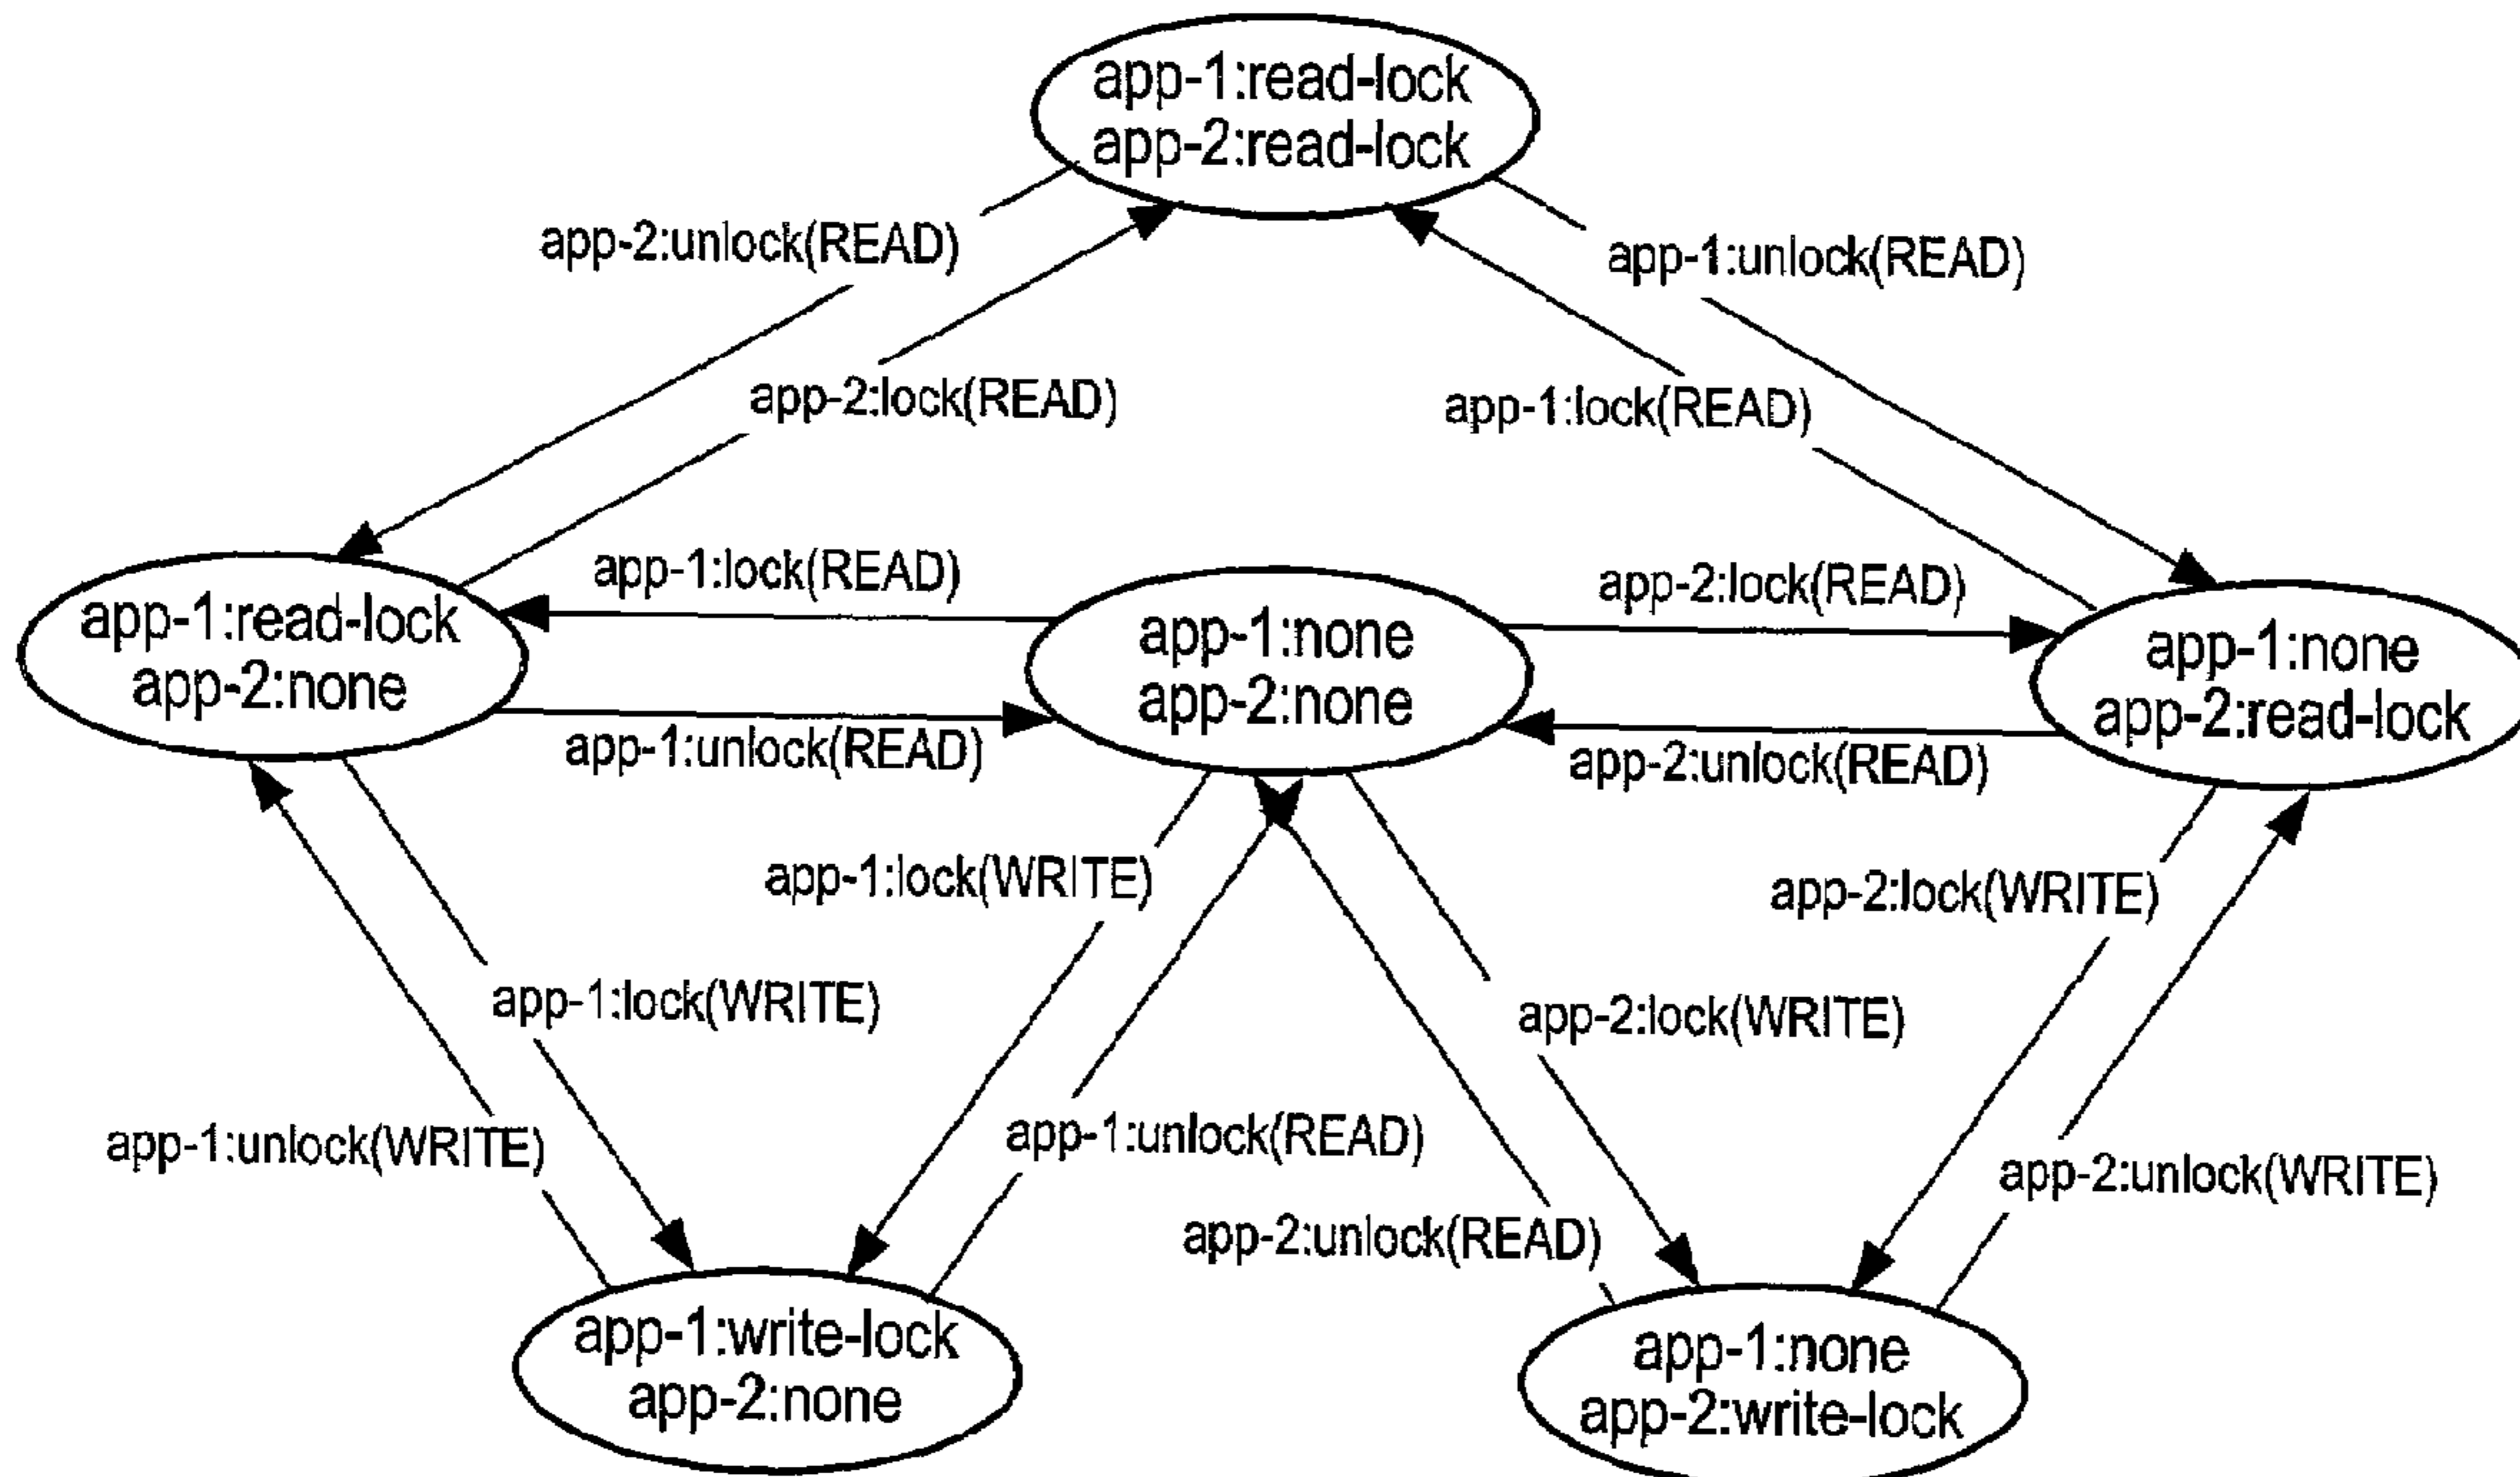 app-1:read-lock
app-2:read-lock
app-2:unlock(READ)
app-1:unlock(READ)
app-2:lock(READ)
app-1:lock(READ)
app-1:lock(READ)
app-2:lock(READ)
app-1:read-lock
app-2:none
app-1:none
app-2:none
app-1:none
app-2:read-lock
app-1:unlock(READ)
app-2:unlock(READ)
app-1:lock(WRITE)
app-2:lock(WRITE)
app-1:lock(WRITE)
app-2:lock(WRITE)
app-1:unlock(WRITE)
app-1:unlock(READ)
app-2:unlock(WRITE)
app-2:unlock(READ)
app-1:write-lock
app-2:none
app-1:none
app-2:write-lock